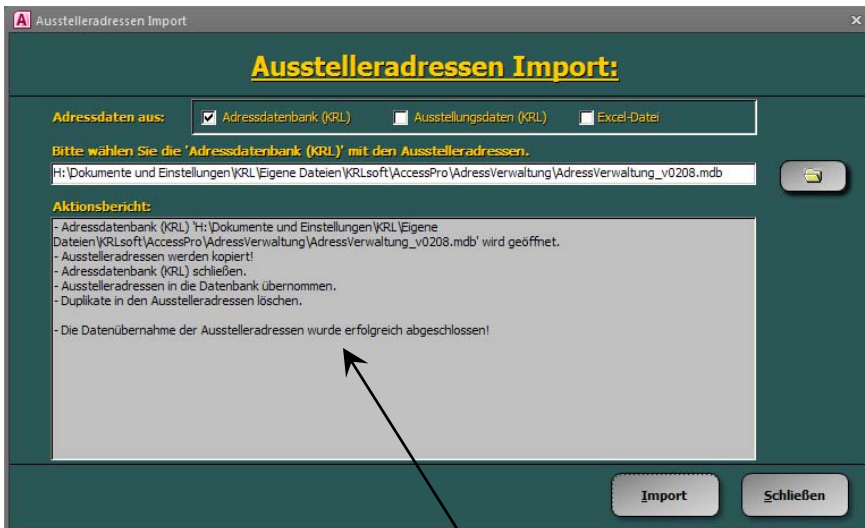 A Ausstelleradressen Import x
Ausstelleradressen Import:
Adressdaten aus: Adressdatenbank (KRL) Ausstellungsdaten (KRL) Excel-Datei
Bitte wählen Sie die 'Adressdatenbank (KRL)' mit den Ausstelleradressen.
H:\Dokumente und Einstellungen\KRL\Eigene Dateien\KRLsoft\AccessPro\AdressVerwaltung\AdressVerwaltung_v0208.mdb
Aktionsbericht:
- Adressdatenbank (KRL) 'H:\Dokumente und Einstellungen\KRL\Eigene
Dateien\KRLsoft\AccessPro\AdressVerwaltung\AdressVerwaltung_v0208.mdb' wird geöffnet.
- Ausstelleradressen werden kopiert!
- Adressdatenbank (KRL) schließen.
- Ausstelleradressen in die Datenbank übernommen.
- Duplikate in den Ausstelleradressen löschen.
- Die Datenübernahme der Ausstelleradressen wurde erfolgreich abgeschlossen!
Import Schließen